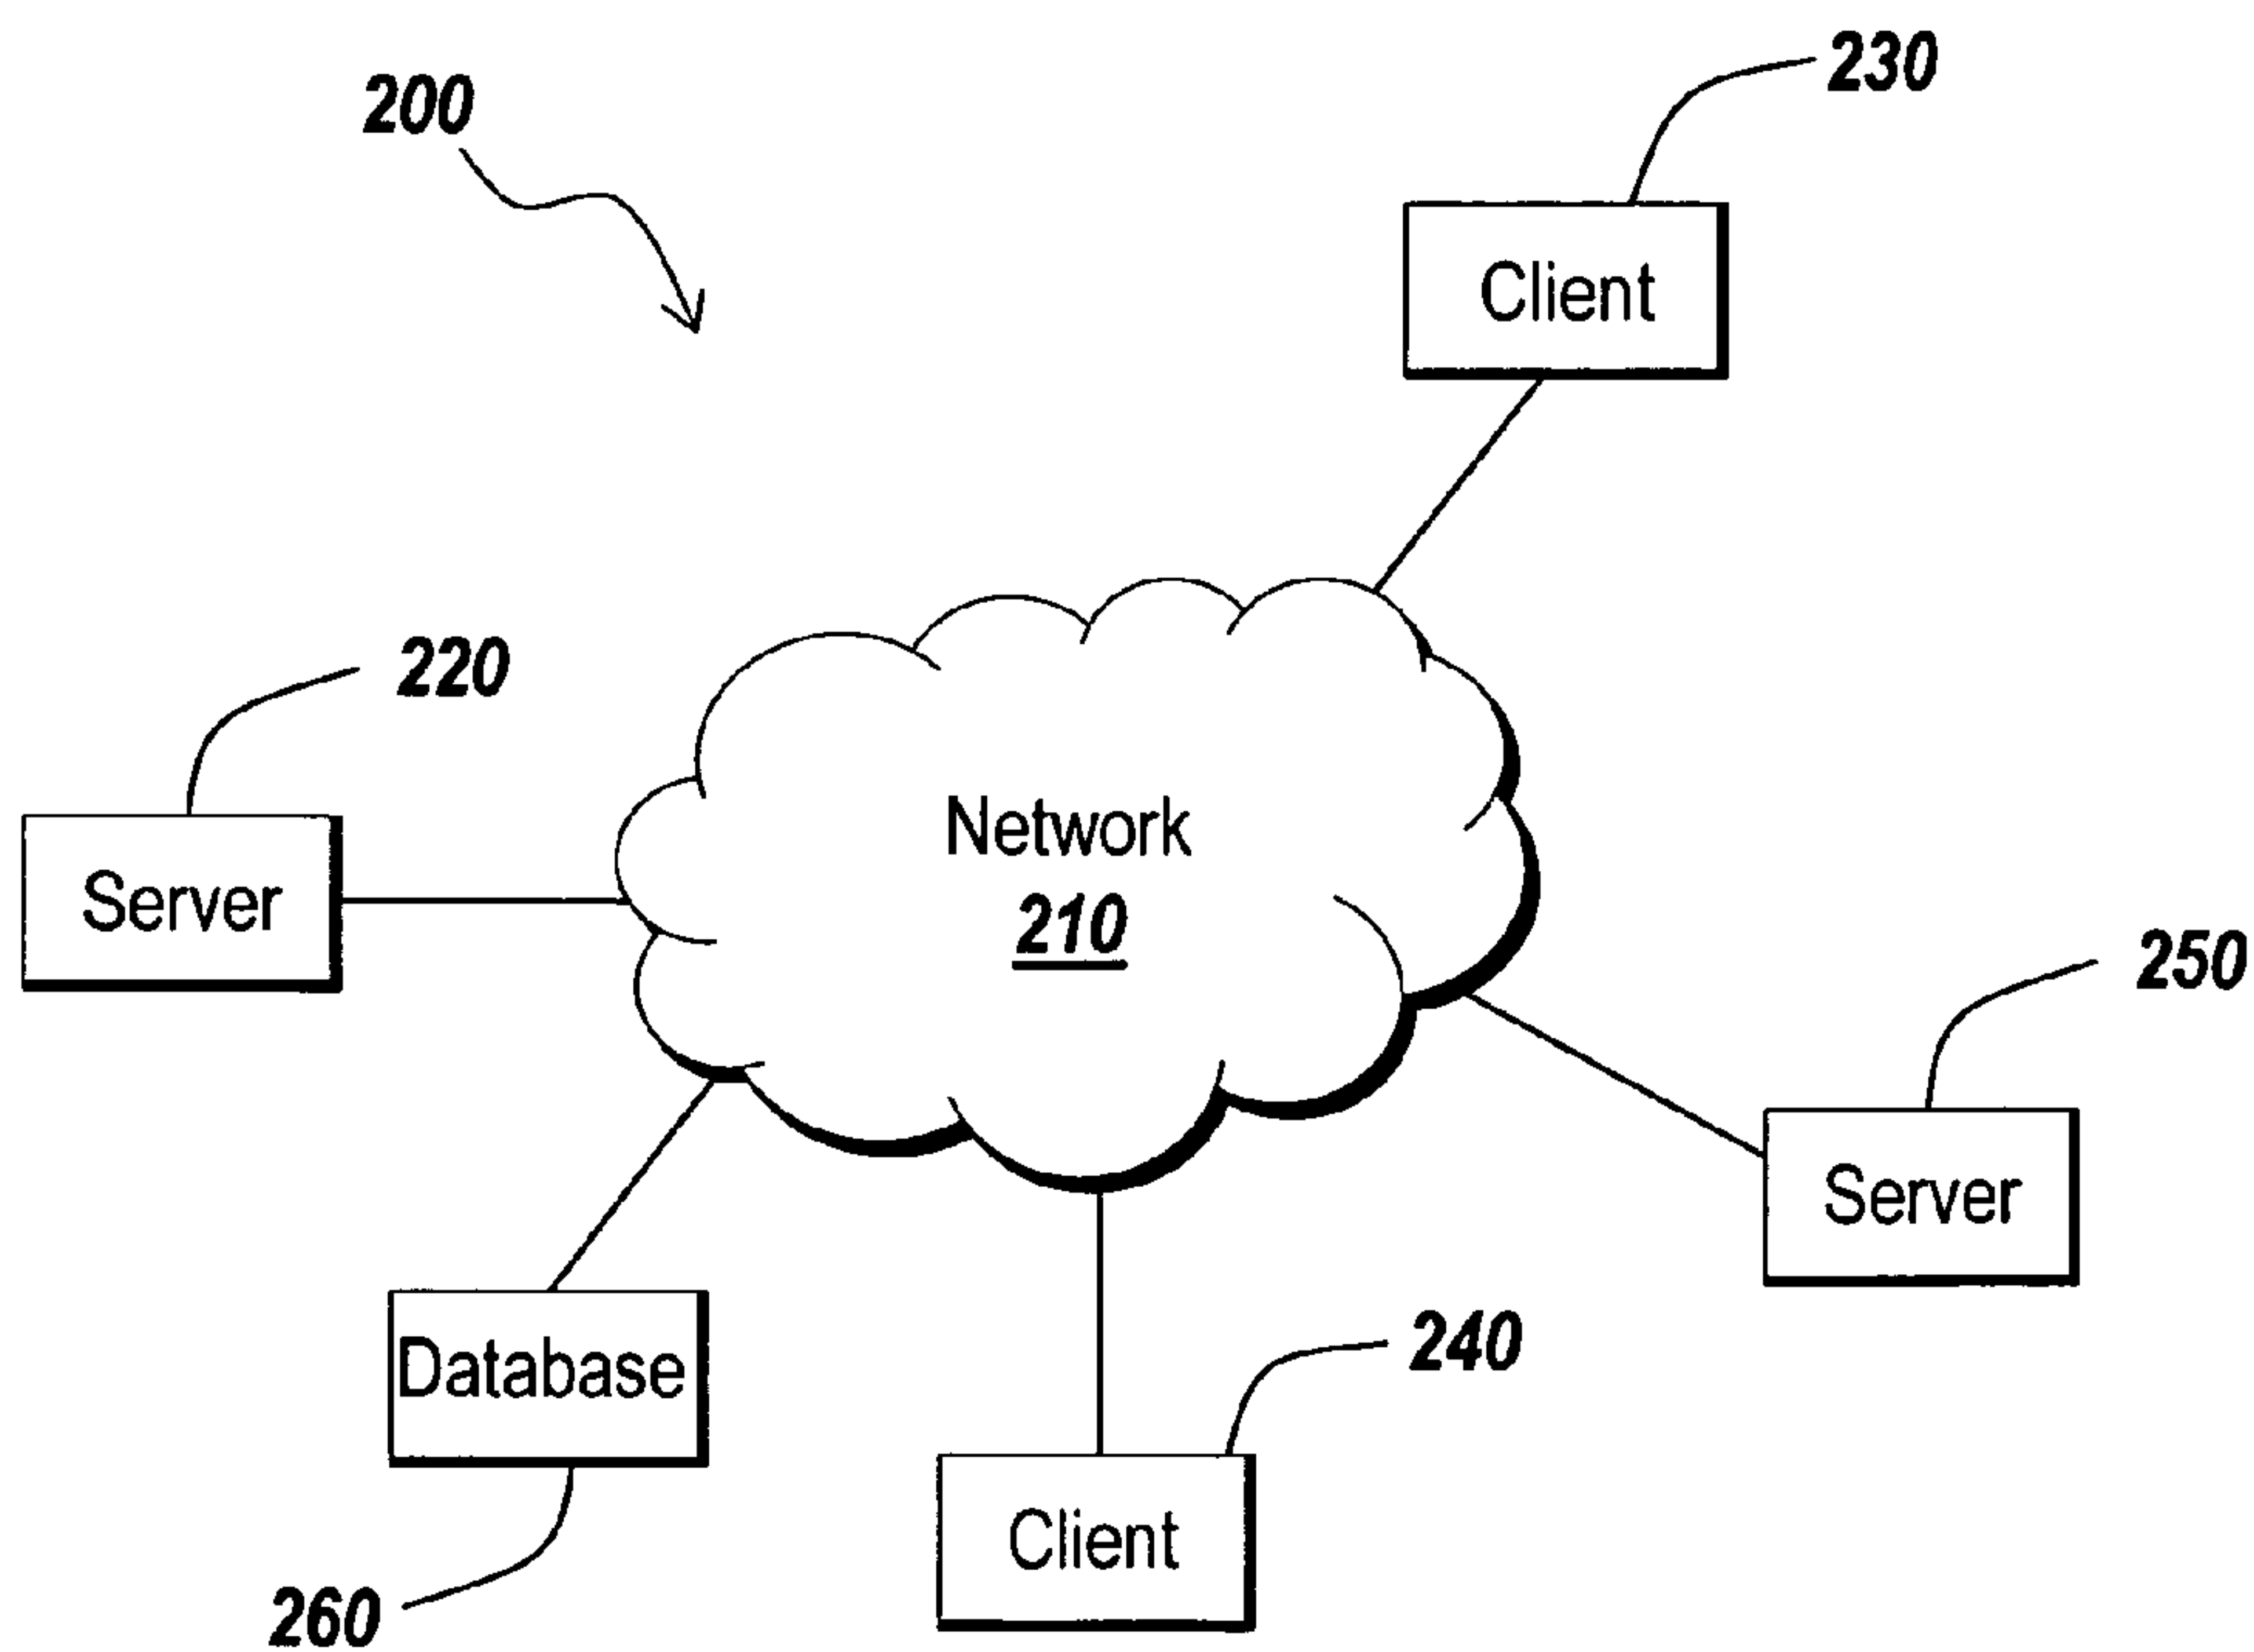 200
230
Client
220
Server
Network
210
250
Server
Database
240
Client
260